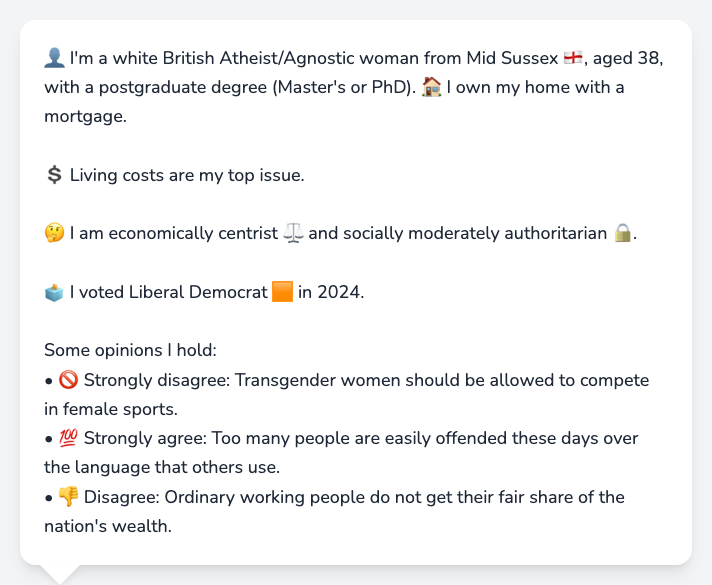 👤 I'm a white British Atheist/Agnostic woman from Mid Sussex 🏴󠁧󠁢󠁥󠁮󠁧󠁿, aged 38,
with a postgraduate degree (Master's or PhD). 🏠 I own my home with a
mortgage.
💲 Living costs are my top issue.
🤔 I am economically centrist ⚖️ and socially moderately authoritarian 🔒.
🗳️ I voted Liberal Democrat 🟧 in 2024.
Some opinions I hold:
• 🚫 Strongly disagree: Transgender women should be allowed to compete
in female sports.
• 💯 Strongly agree: Too many people are easily offended these days over
the language that others use.
• 👎 Disagree: Ordinary working people do not get their fair share of the
nation's wealth.